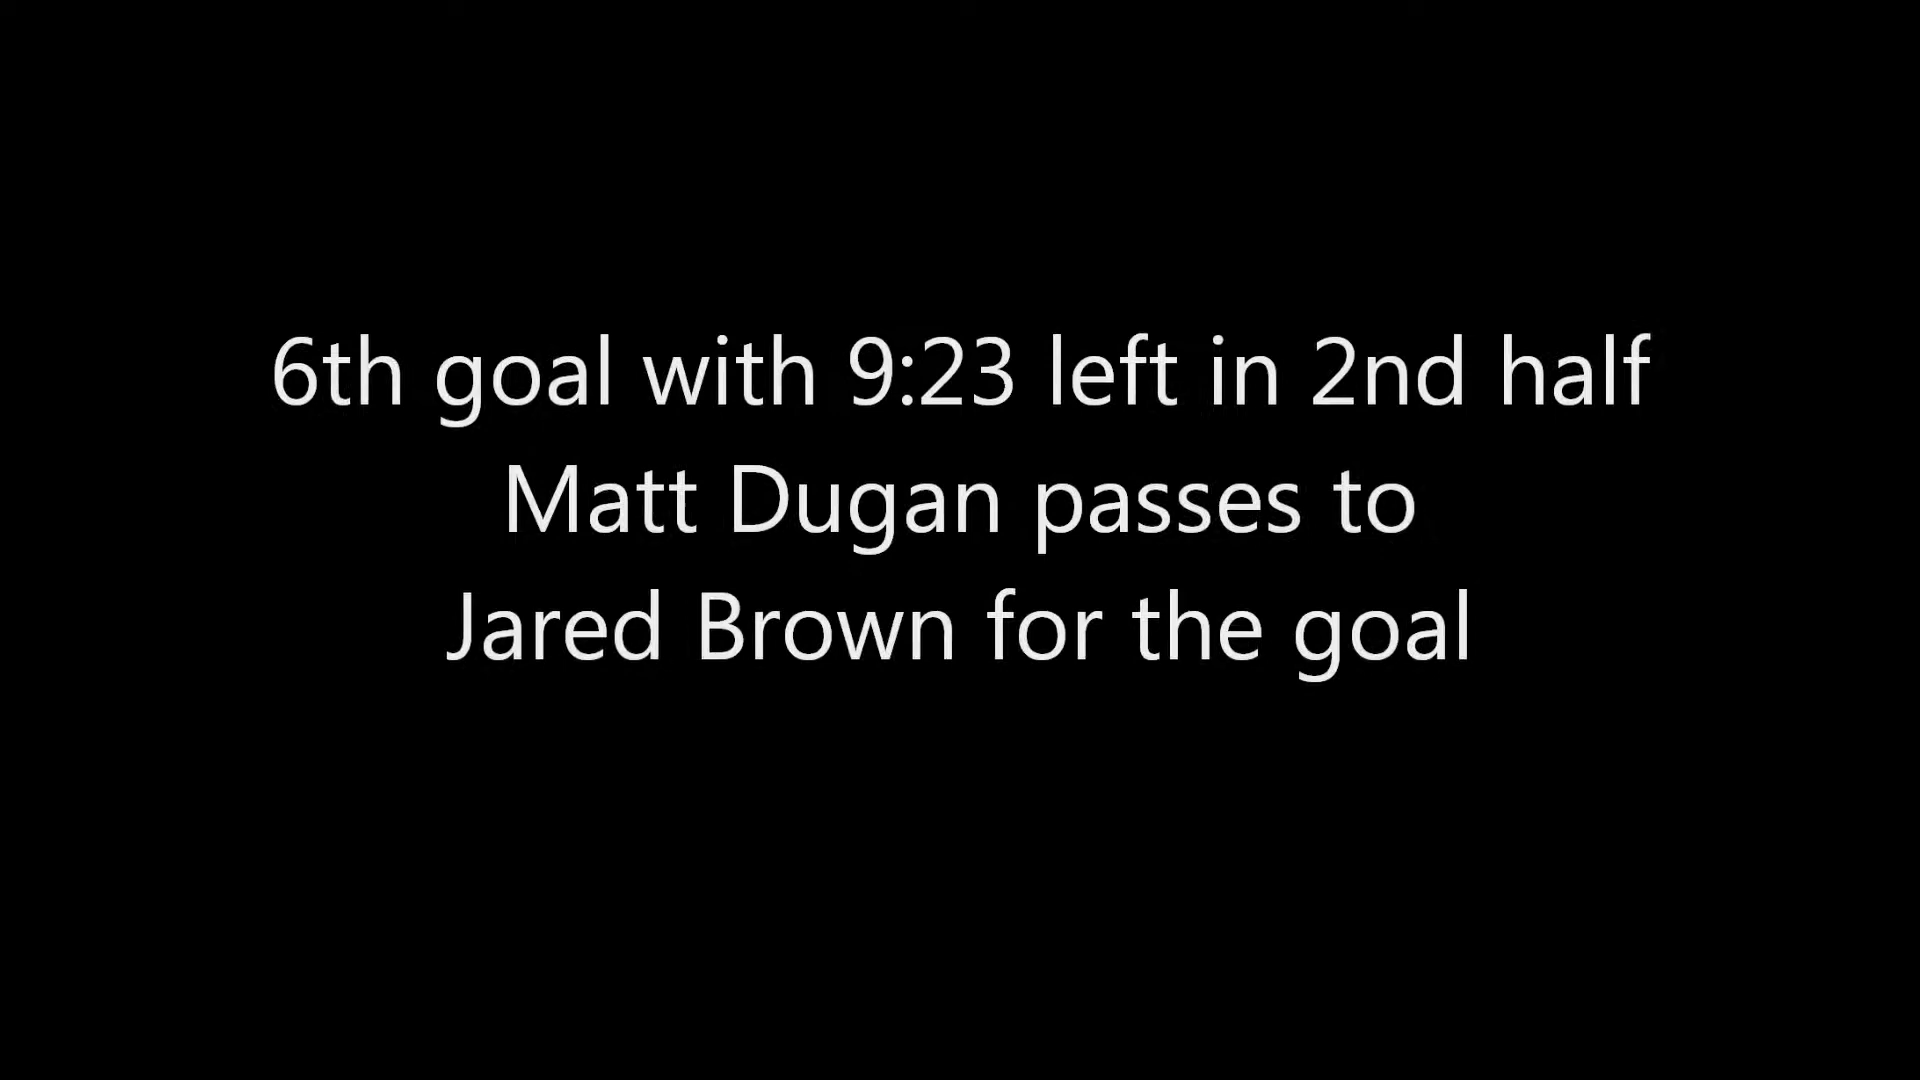 6th goal with 9:23 left in 2nd half
Matt Dugan passes to
Jared Brown for the goal